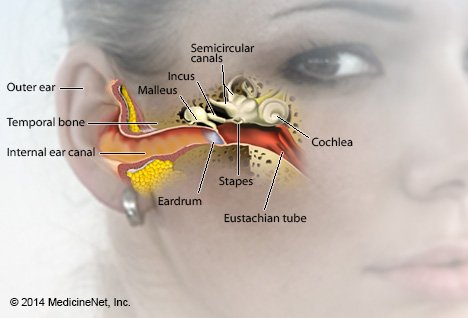 Semicircular
canals
Incus
Malleus
Outer ear
Temporal bone
Internal ear canal
Cochlea
Stapes
Eardrum
Eustachian tube
© 2014 MedicineNet, Inc.